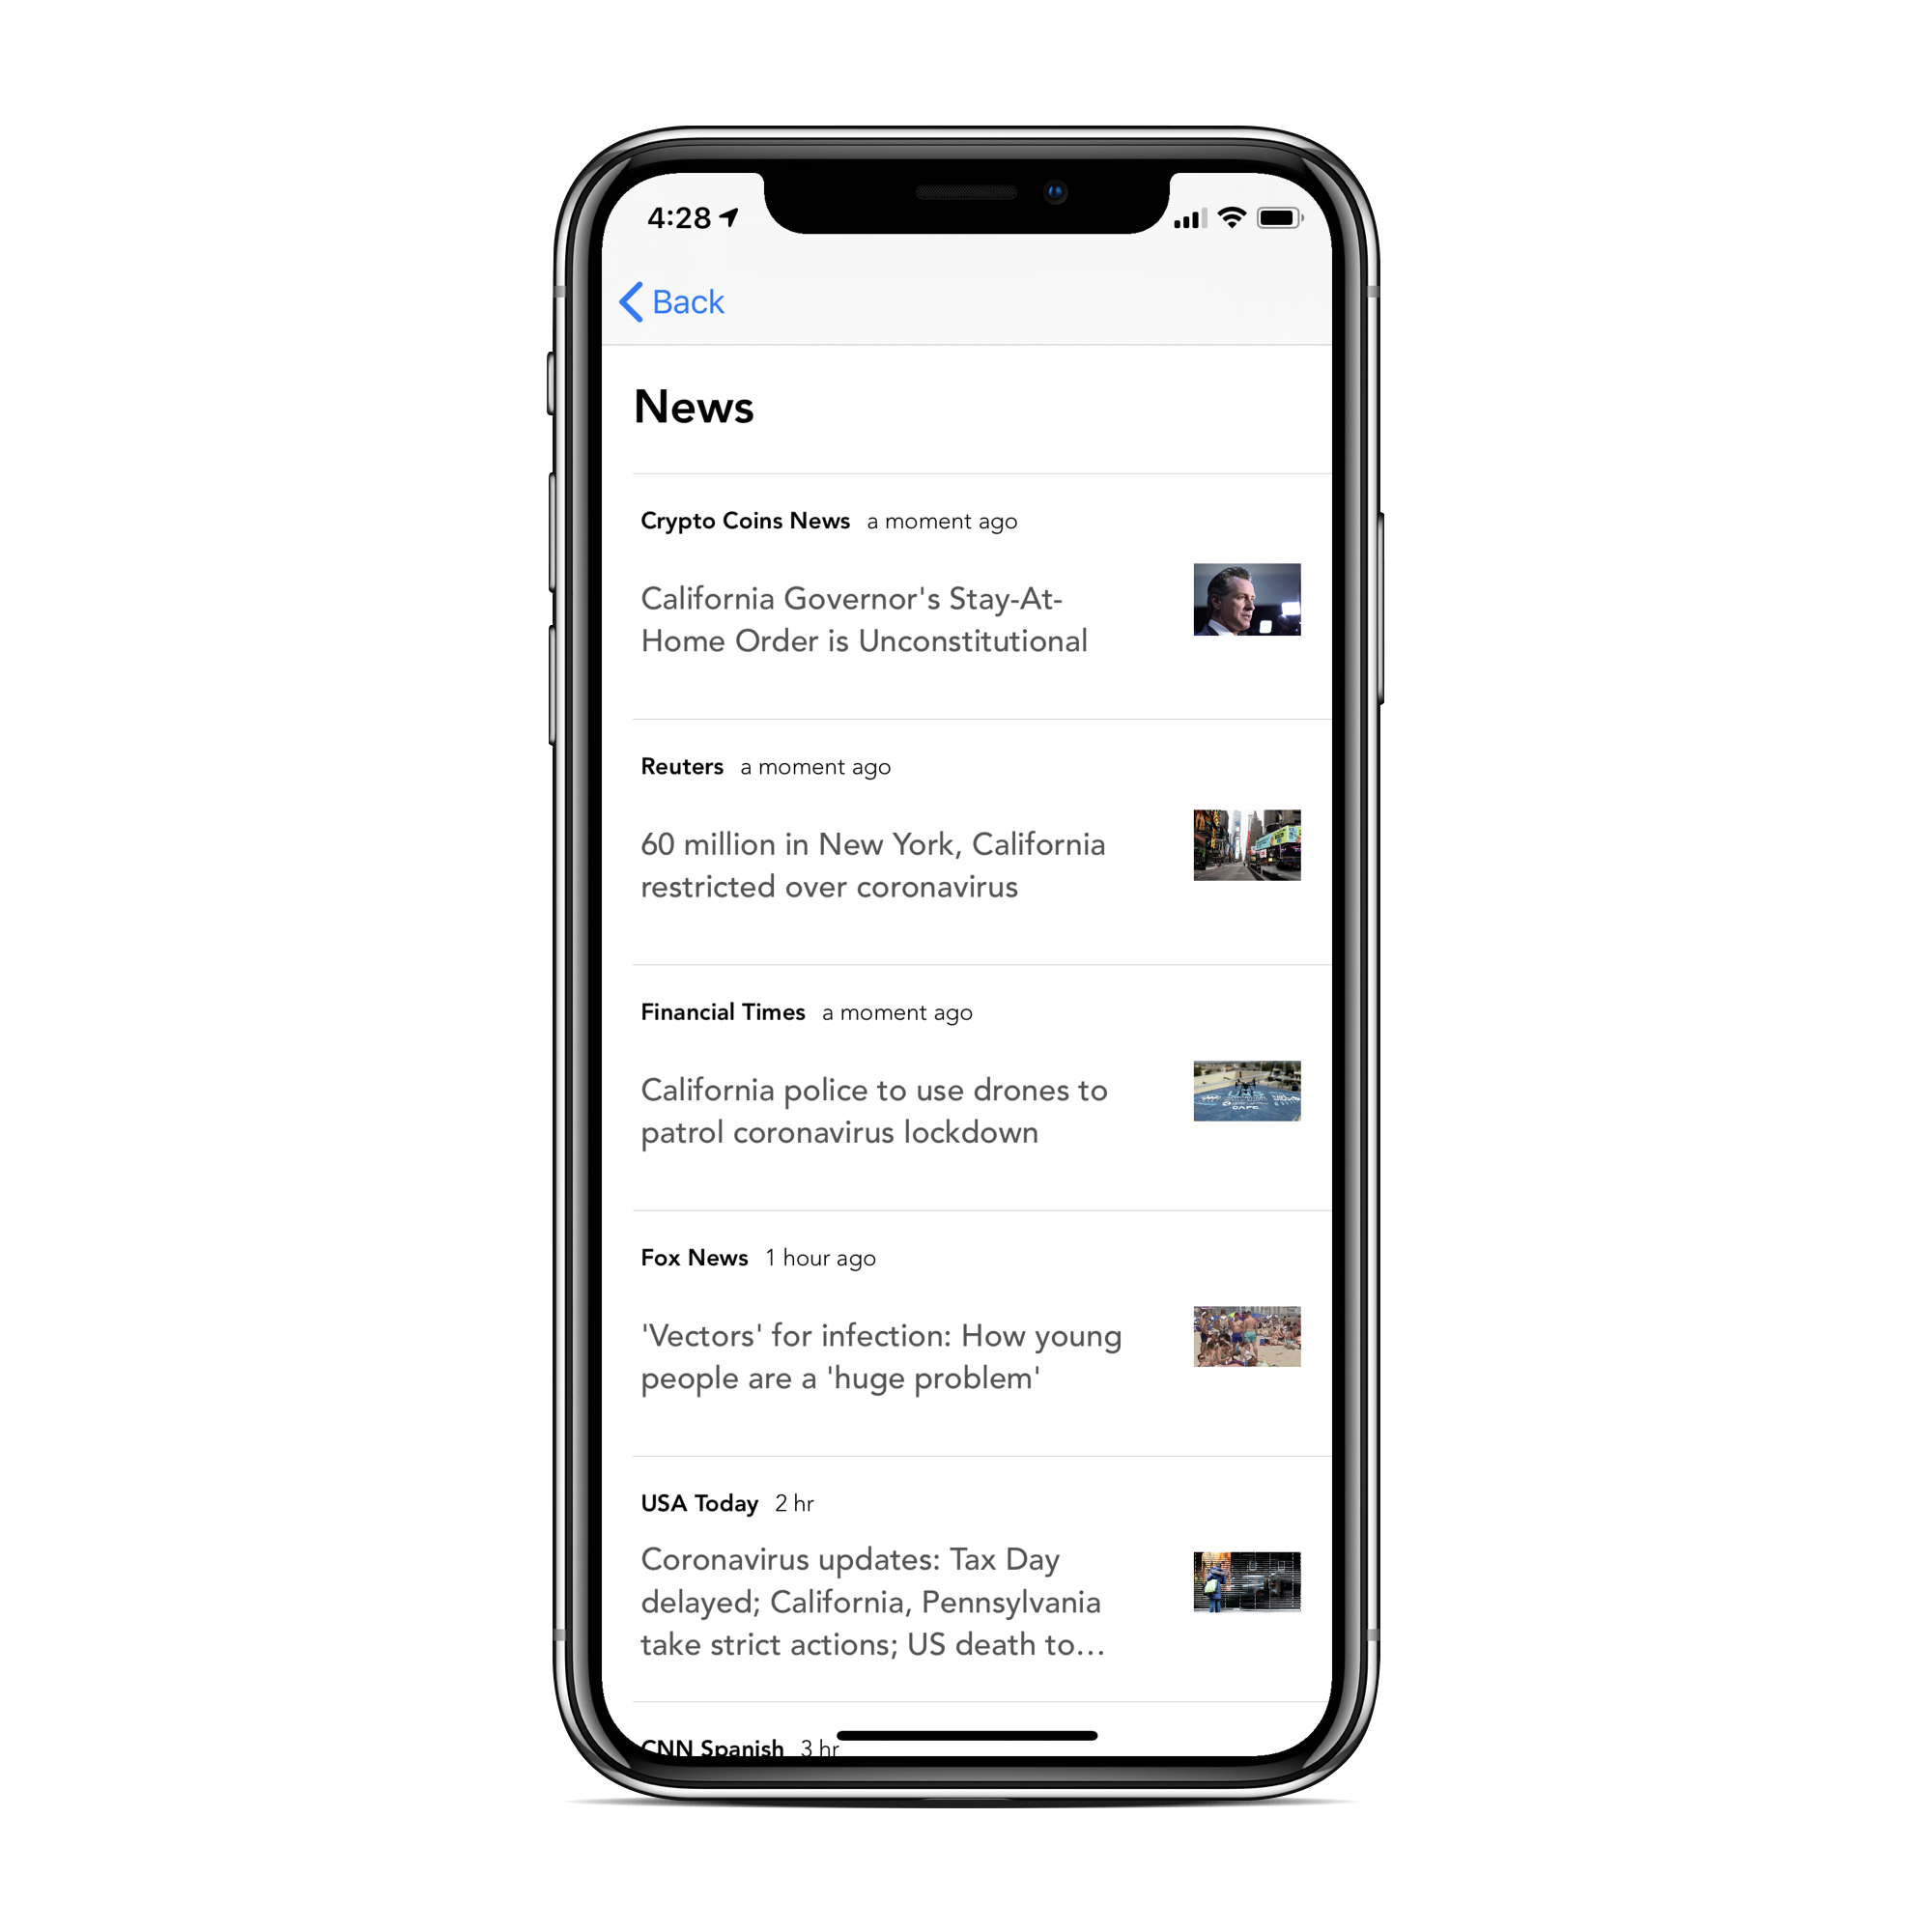 4:28
Back
News
Crypto Coins News a moment ago
California Governor's Stay-At-
Home Order is Unconstitutional
Reuters a moment ago
60 million in New York, California
restricted over coronavirus
Financial Times a moment ago
California police to use drones to
patrol coronavirus lockdown
Fox News 1 hour ago
'Vectors' for infection: How young
people are a 'huge problem'
USA Today 2 hr
Coronavirus updates: Tax Day
delayed; California, Pennsylvania
take strict actions; US death to...
CNN Spanish 3 hr